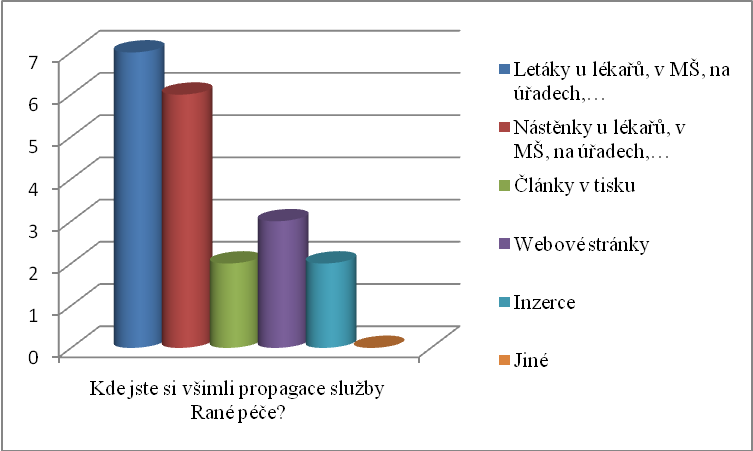 7
6
5
4
3
2
1
0
Kde jste si všimli propagace služby
Rané péče?
Letáky u lékařů, v MŠ, na
úřadech,…
Nástěnky u lékařů, v
MŠ, na úřadech,…
Články v tisku
Webové stránky
Inzerce
Jiné